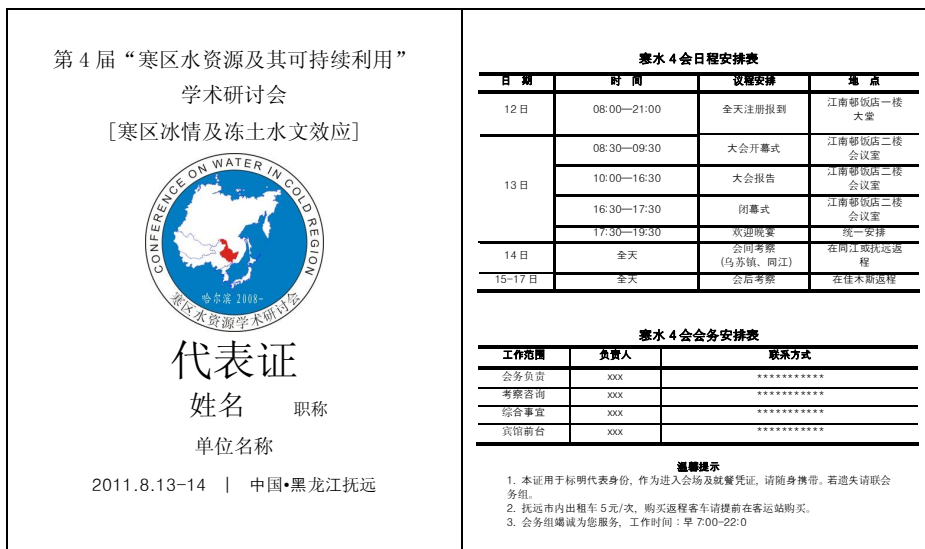 第 4 届“寒区水资源及其可持续利用”
学术研讨会
[寒区冰情及冻土水文效应]
CONFERENCE ON WATER IN COLD REGION
哈尔滨 2008-
寒区水资源学术研讨会
代表证
姓名 职称
单位名称
2011.8.13-14 | 中国•黑龙江抚远
寒水 4 会日程安排表
日 期 时 间 议程安排 地 点
12 日 08:00—21:00 全天注册报到 江南邨饭店一楼
大堂
13 日 08:30—09:30 大会开幕式 江南邨饭店二楼
会议室
10:00—16:30 大会报告 江南邨饭店二楼
会议室
16:30—17:30 闭幕式 江南邨饭店二楼
会议室
17:30—19:30 欢迎晚宴 统一安排
14 日 全天 会间考察
(乌苏镇、同江) 在同江或抚远返
程
15-17 日 全天 会后考察 在佳木斯返程
寒水 4 会会务安排表
工作范围 负责人 联系方式
会务负责 xxx ***********
考察咨询 xxx ***********
综合事宜 xxx ***********
宾馆前台 xxx ***********
温馨提示
1. 本证用于标明代表身份, 作为进入会场及就餐凭证, 请随身携带。若遗失请联会
务组。
2. 抚远市内出租车 5 元/次, 购买返程客车请提前在客运站购买。
3. 会务组竭诚为您服务, 工作时间：早 7:00-22:0